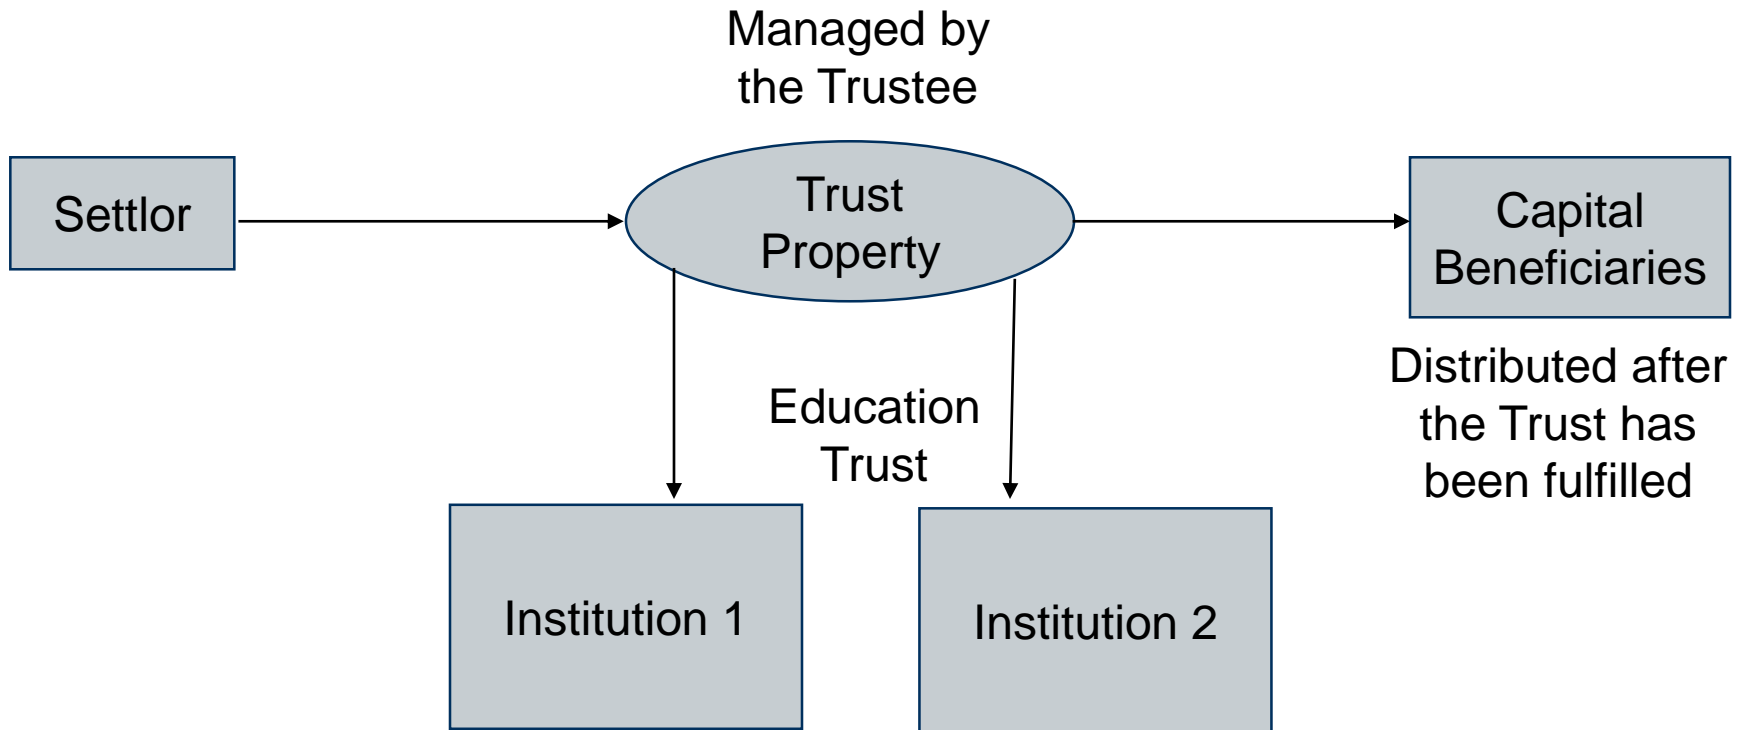 Managed by
the Trustee
Settlor
Trust
Property
Capital
Beneficiaries
Distributed after
the Trust has
been fulfilled
Education
Trust
Institution 1
Institution 2